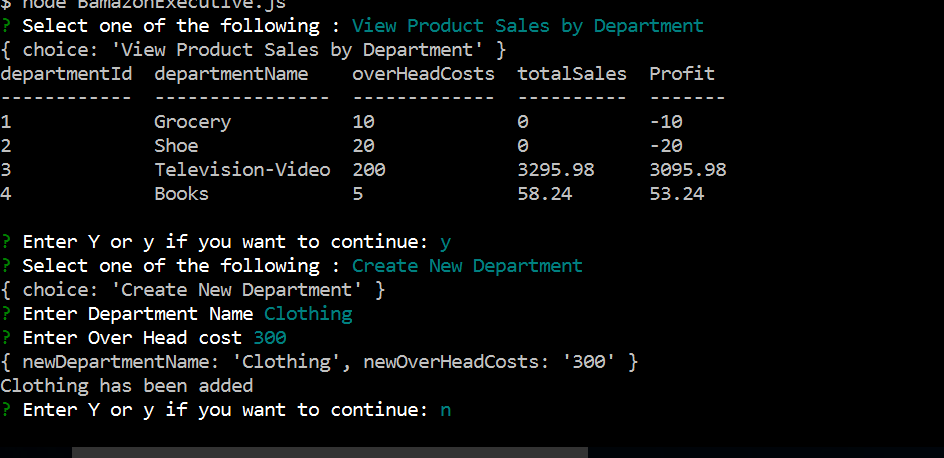 $ node BamazonExecutive.js
? Select one of the following : View Product Sales by Department
{ choice: 'View Product Sales by Department' }
departmentId  departmentName    overHeadCosts  totalSales  Profit
------------  ----------------  -------------  ----------  -------
1             Grocery           10             0           -10
2             Shoe              20             0           -20
3             Television-Video  200            3295.98     3095.98
4             Books             5              58.24       53.24
? Enter Y or y if you want to continue: y
? Select one of the following : Create New Department
{ choice: 'Create New Department' }
? Enter Department Name Clothing
? Enter Over Head cost 300
{ newDepartmentName: 'Clothing', newOverHeadCosts: '300' }
Clothing has been added
? Enter Y or y if you want to continue: n